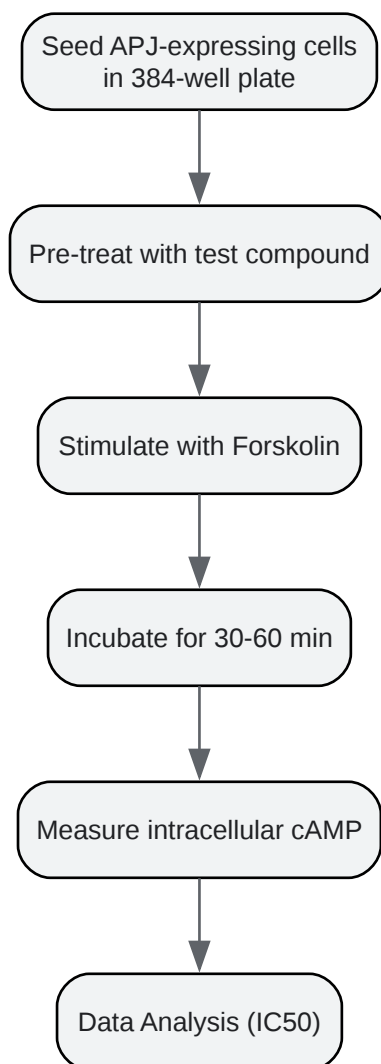 Seed APJ-expressing cells
in 384-well plate
Pre-treat with test compound
Stimulate with Forskolin
Incubate for 30-60 min
Measure intracellular cAMP
Data Analysis (IC50)